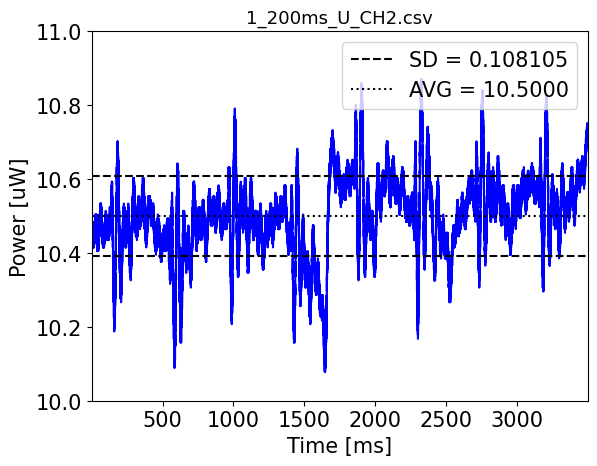 1_200ms_U_CH2.csv
11.0
10.8
10.6
10.4
10.2
10.0
Power [uW]
SD = 0.108105
AVG = 10.5000
500 1000 1500 2000 2500 3000
Time [ms]